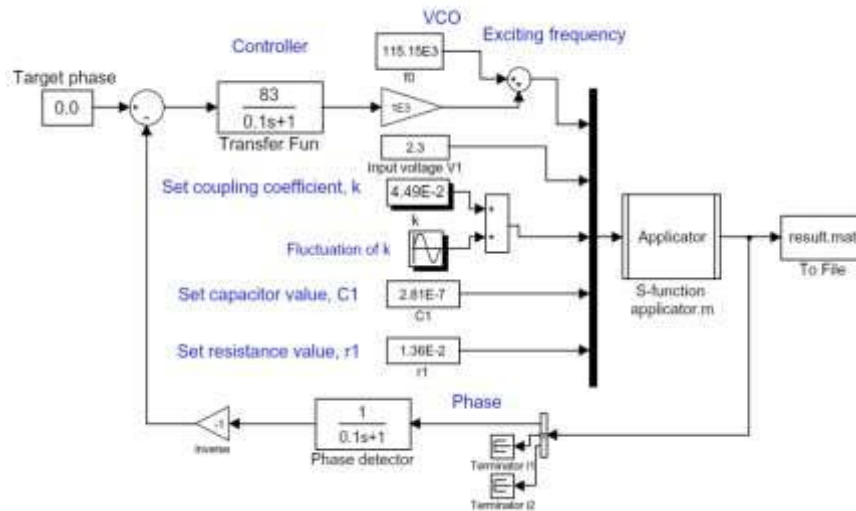 VCO
Controller
Exciting frequency
115.15E3
f0
Target phase
0.0
83
0.1s+1
Transfer Fun
1E3
2.3
Input voltage V1
Set coupling coefficient, k
4.49E-2
k
Fluctuation of k
Applicator
result.mat
To File
S-function
applicator.m
Set capacitor value, C1
2.81E-7
C1
Set resistance value, r1
1.36E-2
r1
Phase
1
0.1s+1
Phase detector
-1
Inverse
Terminator I1
Terminator I2